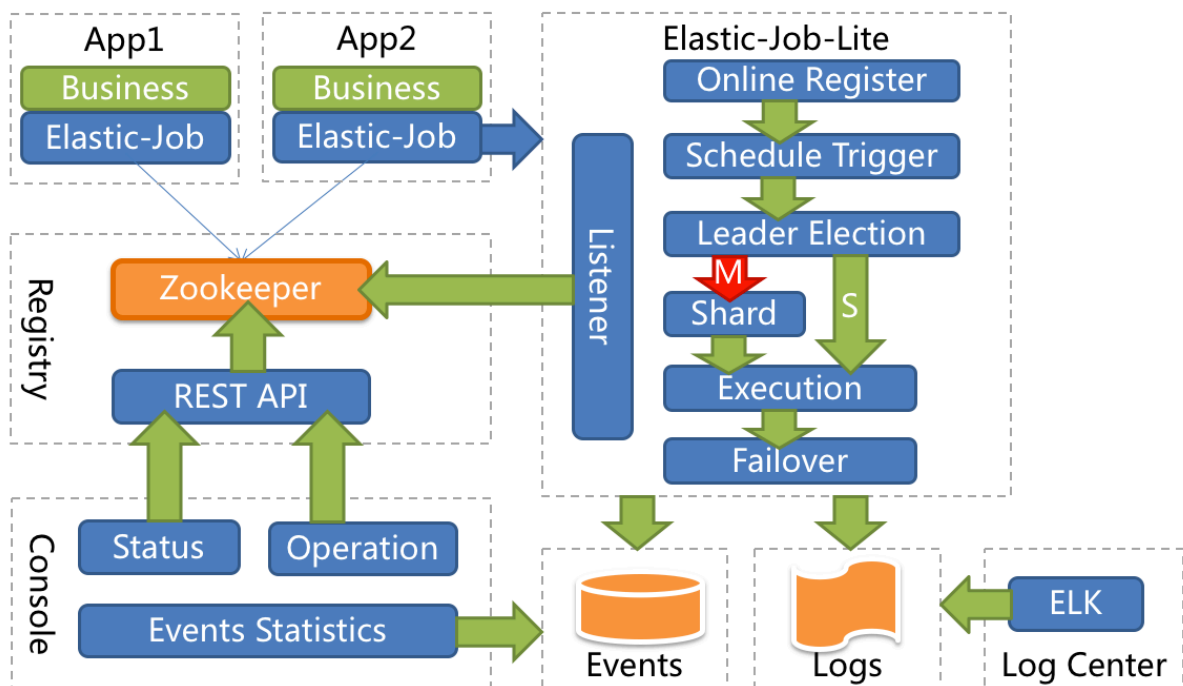 App1
Business
Elastic-Job
App2
Business
Elastic-Job
Elastic-Job-Lite
Online Register
Schedule Trigger
Leader Election
M
S
Shard
Execution
Failover
Listener
Registry
Zookeeper
REST API
Console
Status
Operation
Events Statistics
Events
Logs
ELK
Log Center